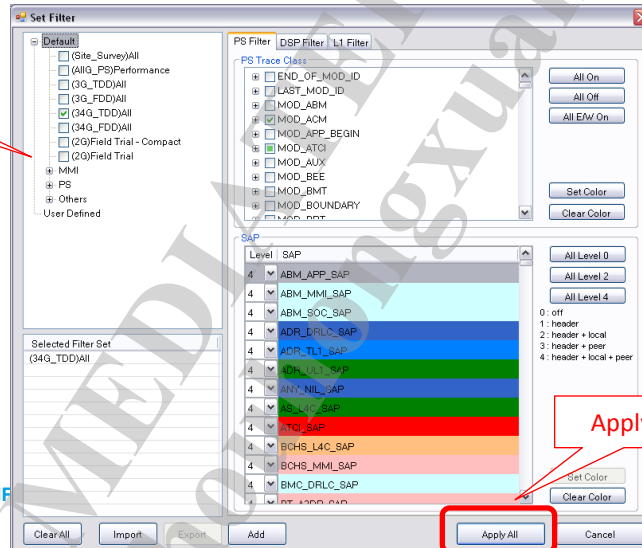 Set Filter
Default
(Site_Survey)All
(AllG_PS)Performance
(3G_TDD)All
(3G_FDD)All
(34G_TDD)All
(34G_FDD)All
(2G)Field Trial - Compact
(2G)Field Trial
MMI
PS
Others
User Defined
Selected Filter Set
(34G_TDD)All
PS Filter
DSP Filter
L1 Filter
PS Trace Class
END_OF_MOD_ID
LAST_MOD_ID
MOD_ABM
MOD_ACM
MOD_APP_BEGIN
MOD_ATCI
MOD_AUX
MOD_BEE
MOD_BMT
MOD_BOUNDARY
All On
All Off
All E/W On
Set Color
Clear Color
SAP
Level SAP
4 ABM_APP_SAP
4 ABM_MMI_SAP
4 ABM_SOC_SAP
4 ADR_DRLC_SAP
4 ADR_TL1_SAP
4 ADR_UL1_SAP
4 ANY_NIL_SAP
4 AS_L4C_SAP
4 ATCI_SAP
4 BCHS_L4C_SAP
4 BCHS_MMI_SAP
4 BMC_DRLC_SAP
All Level 0
All Level 2
All Level 4
0 : off
1 : header
2 : header + local
3 : header + peer
4 : header + local + peer
Apply
Set Color
Clear Color
Clear All
Import
Export
Add
Apply All
Cancel
MEDIATEK